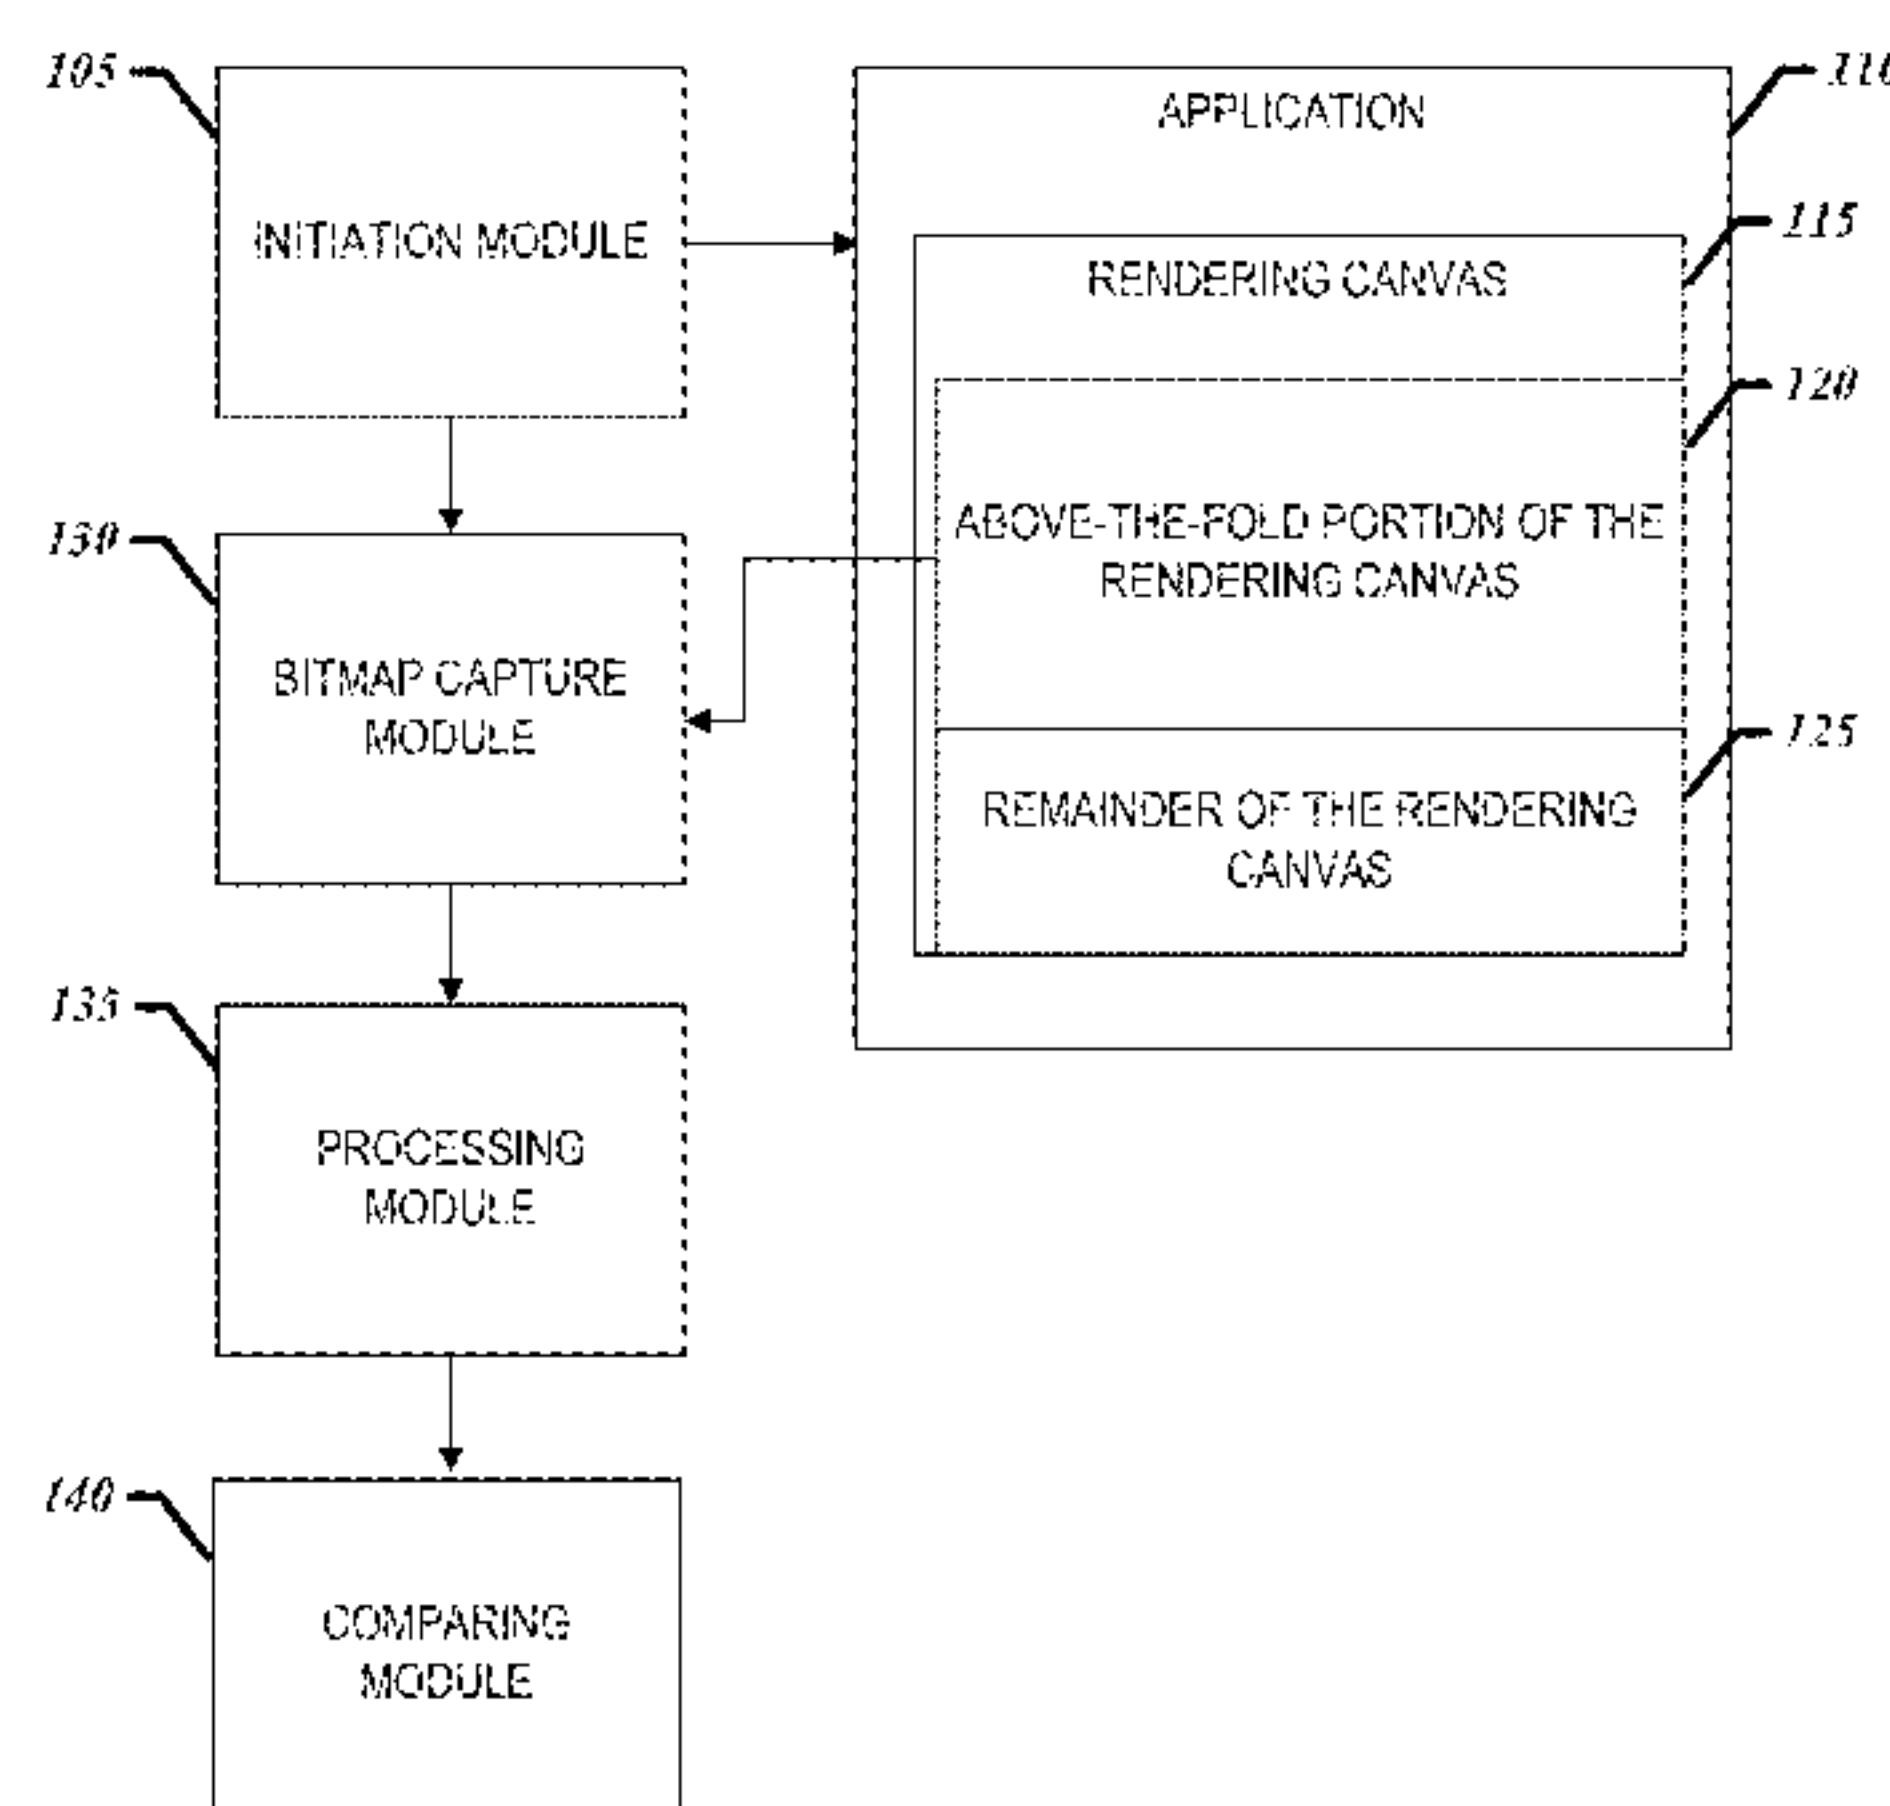 105
INITIATION MODULE
APPLICATION
110
115
RENDERING CANVAS
120
ABOVE-THE-FOLD PORTION OF THE
RENDERING CANVAS
130
BITMAP CAPTURE
MODULE
125
REMAINDER OF THE RENDERING
CANVAS
135
PROCESSING
MODULE
140
COMPARING
MODULE